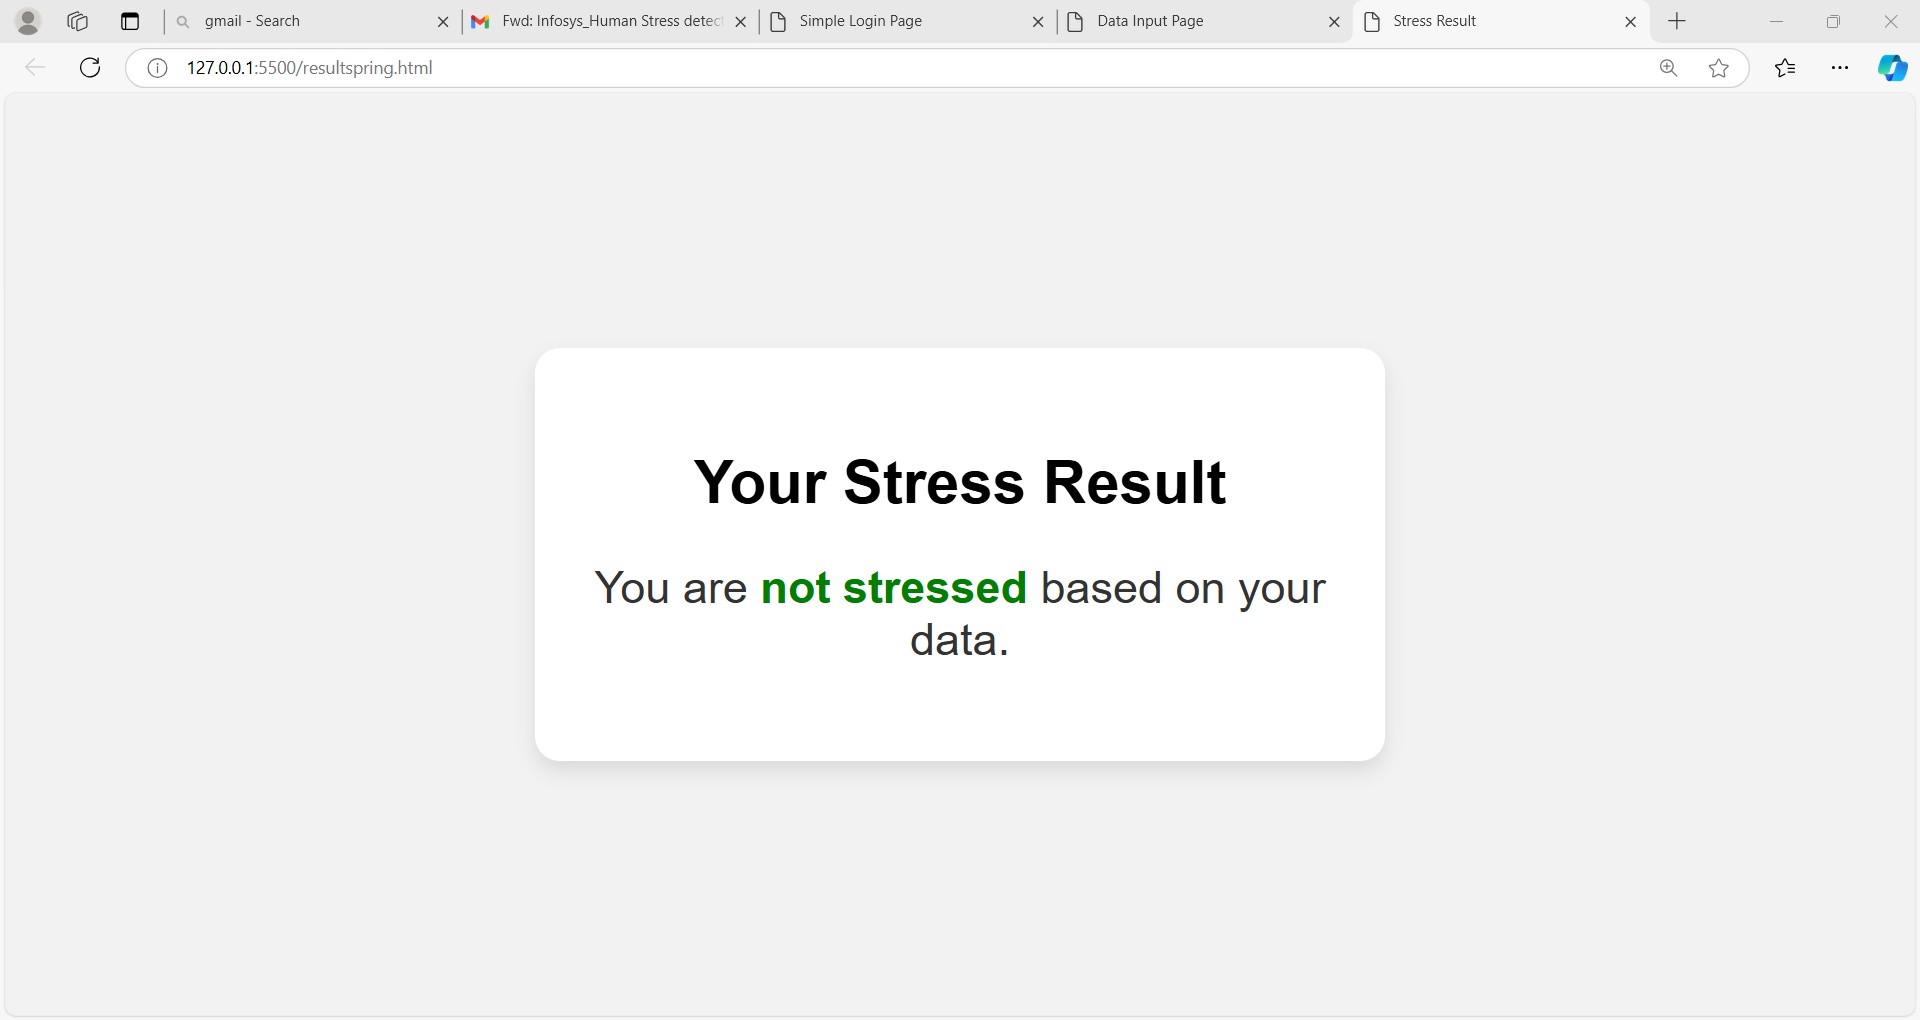 gmail - Search
Fwd: Infosys_Human Stress detec
Simple Login Page
Data Input Page
Stress Result
127.0.0.1:5500/resultspring.html
Your Stress Result
You are not stressed based on your
data.